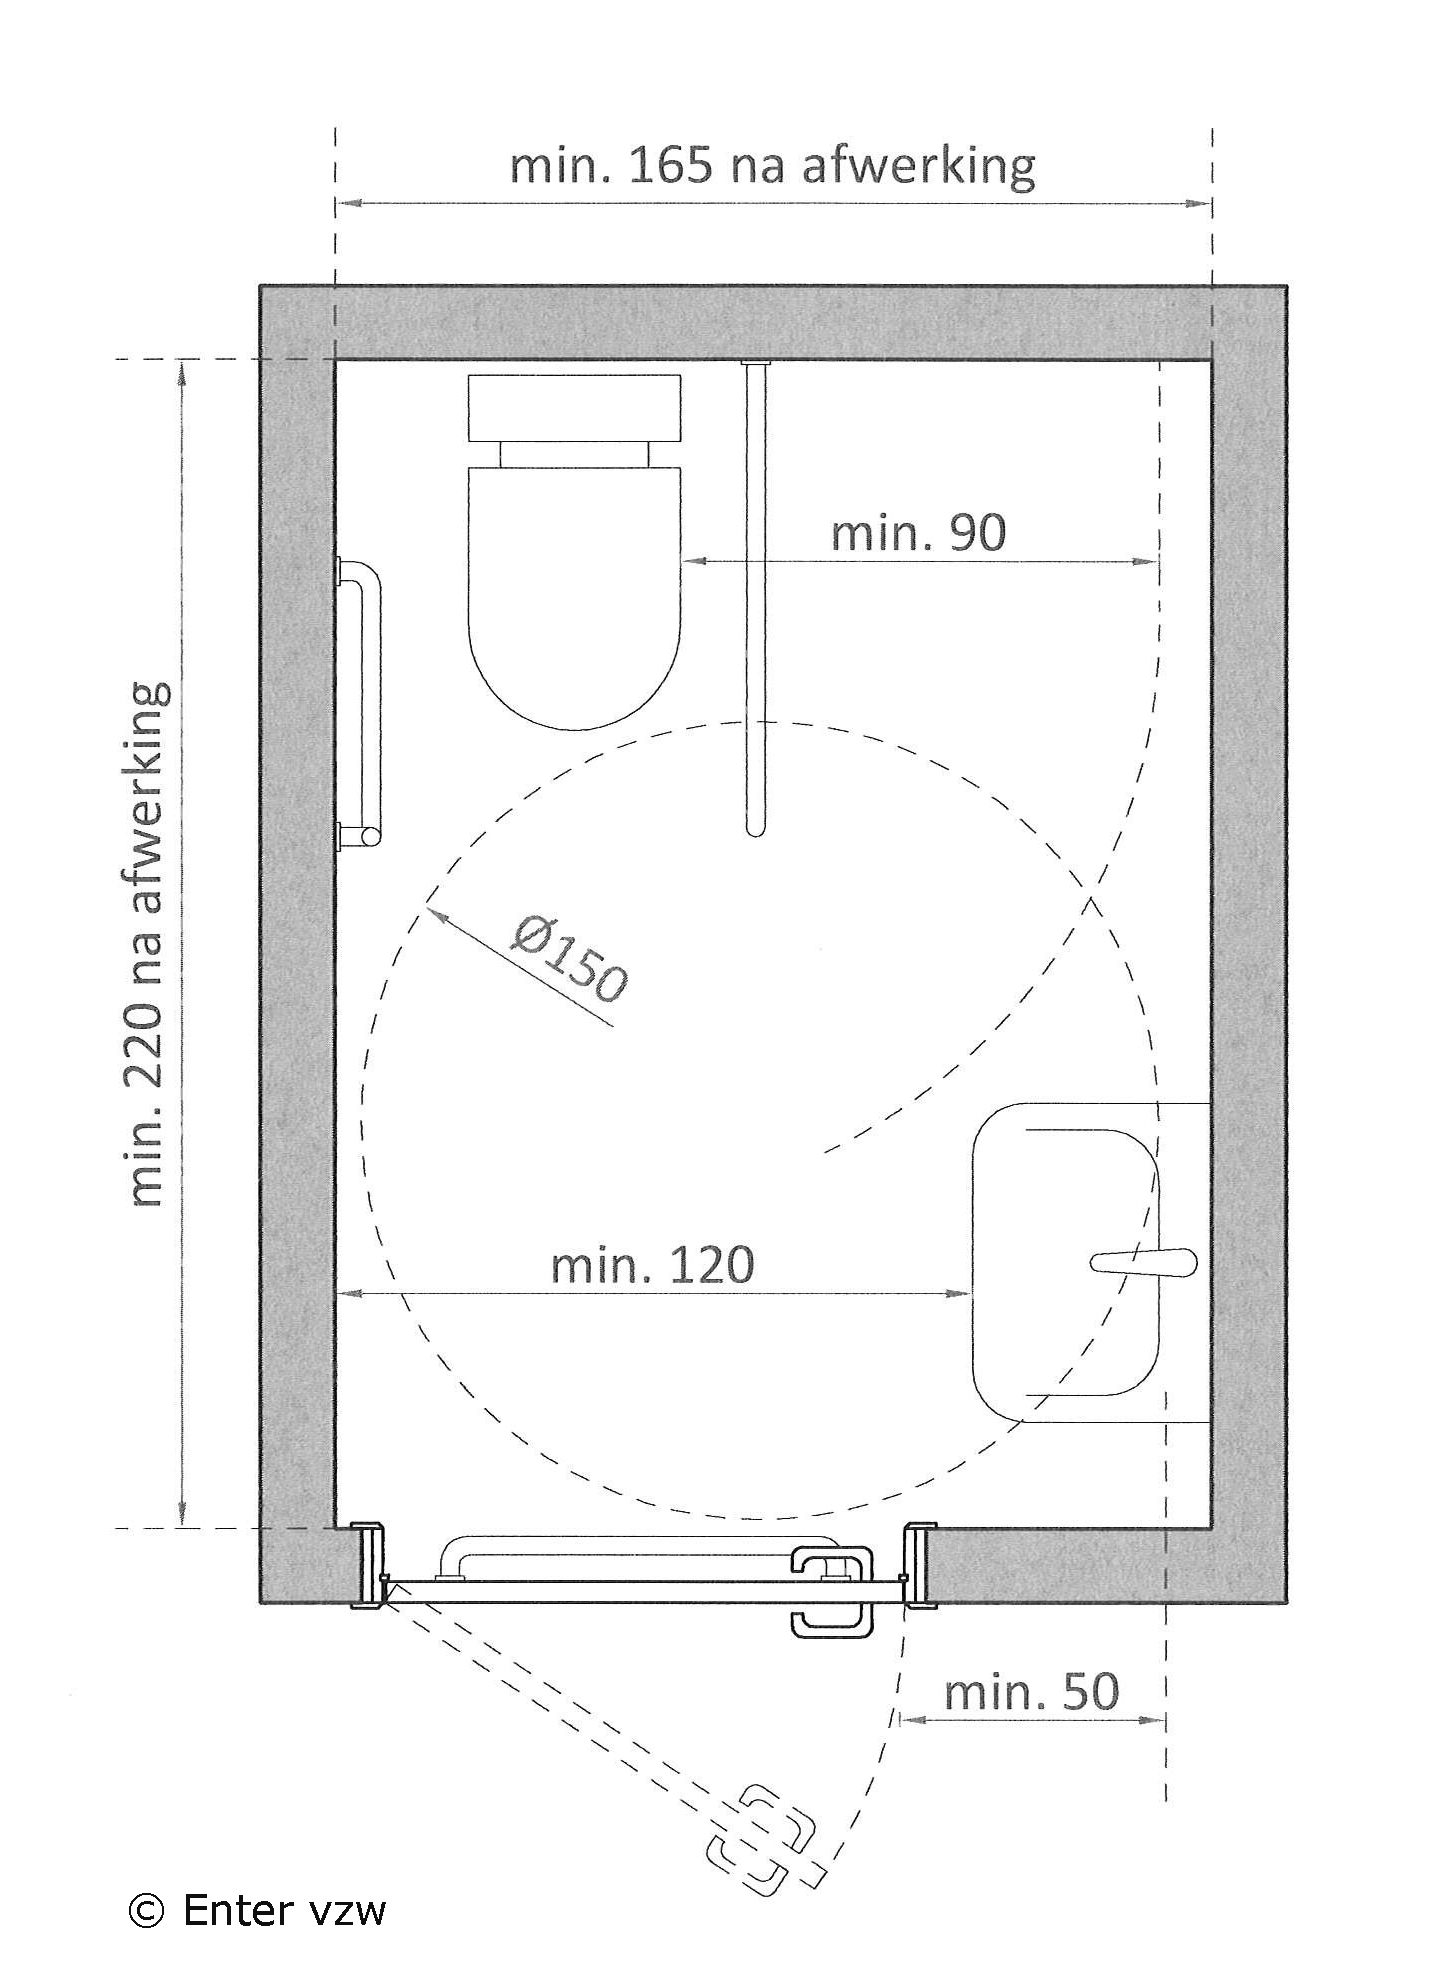 min. 165 na afwerking
min. 90
min. 220 na afwerking
Ø150
min. 120
min. 50
© Enter vzw